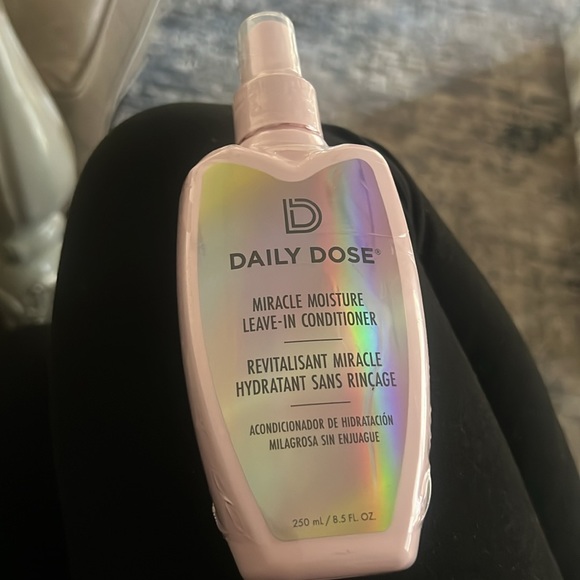 DAILY DOSE®
MIRACLE MOISTURE
LEAVE-IN CONDITIONER
REVITALISANT MIRACLE
HYDRATANT SANS RINÇAGE
ACONDICIONADOR DE HIDRATACIÓN
MILAGROSA SIN ENJUAGUE
250 mL / 8.5 FL. OZ.